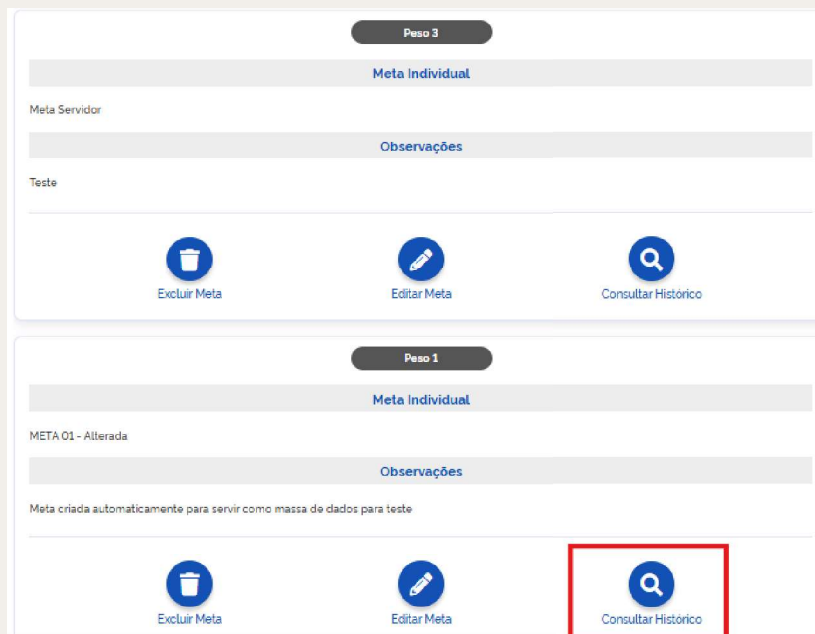 Peso 3
Meta Individual
Meta Servidor
Observações
Teste
Excluir Meta Editar Meta Consultar Histórico
Peso 1
Meta Individual
META 01 - Alterada
Observações
Meta criada automaticamente para servir como massa de dados para teste
Excluir Meta Editar Meta Consultar Histórico